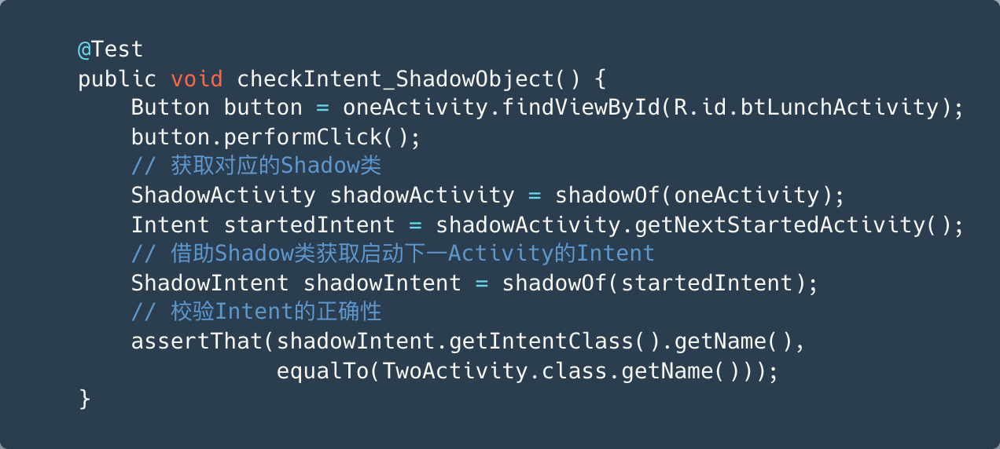 @Test
public void checkIntent_ShadowObject() {
    Button button = oneActivity.findViewById(R.id.btLunchActivity);
    button.performClick();
    // 获取对应的Shadow类
    ShadowActivity shadowActivity = shadowOf(oneActivity);
    Intent startedIntent = shadowActivity.getNextStartedActivity();
    // 借助Shadow类获取启动下一Activity的Intent
    ShadowIntent shadowIntent = shadowOf(startedIntent);
    // 校验Intent的正确性
    assertThat(shadowIntent.getIntentClass().getName(),
               equalTo(TwoActivity.class.getName()));
}